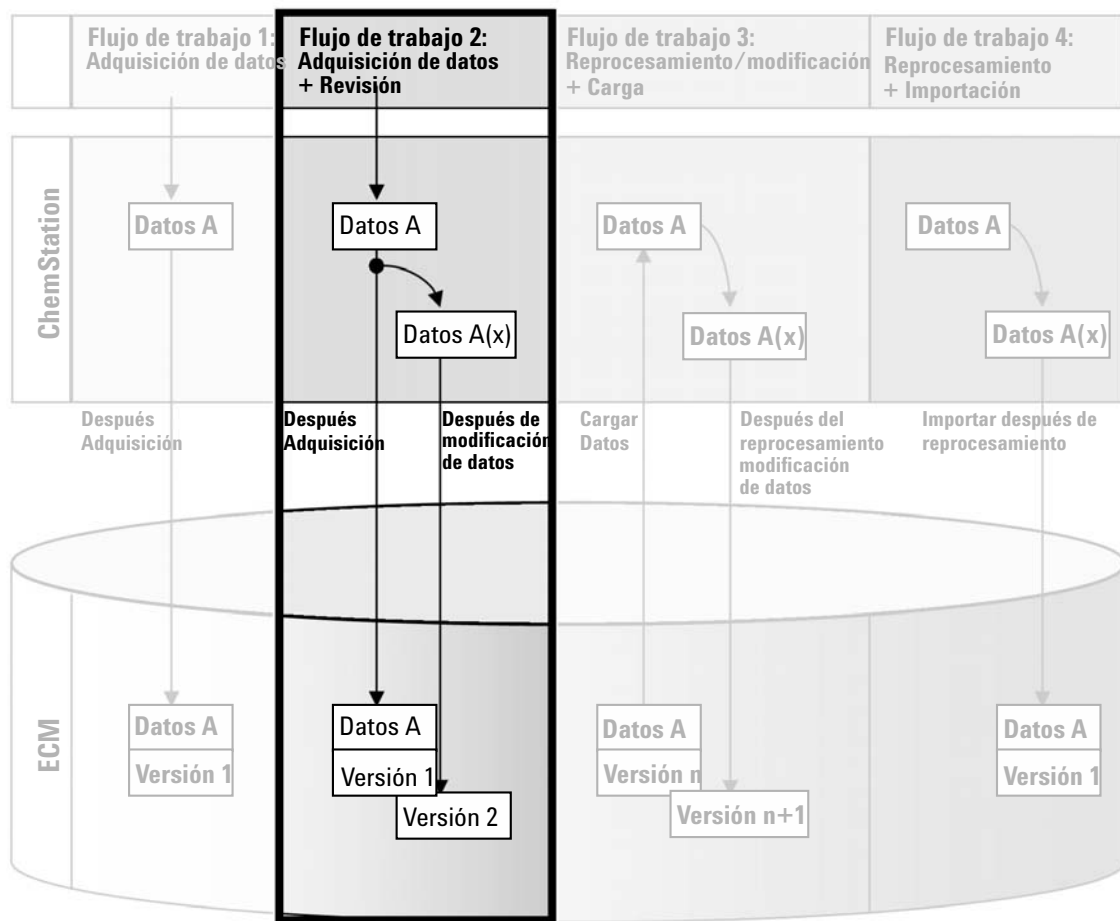 Flujo de trabajo 1:
Adquisición de datos
Flujo de trabajo 2:
Adquisición de datos
+ Revisión
Flujo de trabajo 3:
Reprocesamiento/modificación
+ Carga
Flujo de trabajo 4:
Reprocesamiento
+ Importación
ChemStation
Datos A
Datos A
Datos A(x)
Datos A
Datos A(x)
Datos A
Datos A(x)
Después
Adquisición
Después
Adquisición
Después de
modificación
de datos
Cargar
Datos
Después del
reprocesamiento
modificación
de datos
Importar después de
reprocesamiento
ECM
Datos A
Versión 1
Datos A
Versión 1
Versión 2
Datos A
Versión n
Versión n+1
Datos A
Versión 1